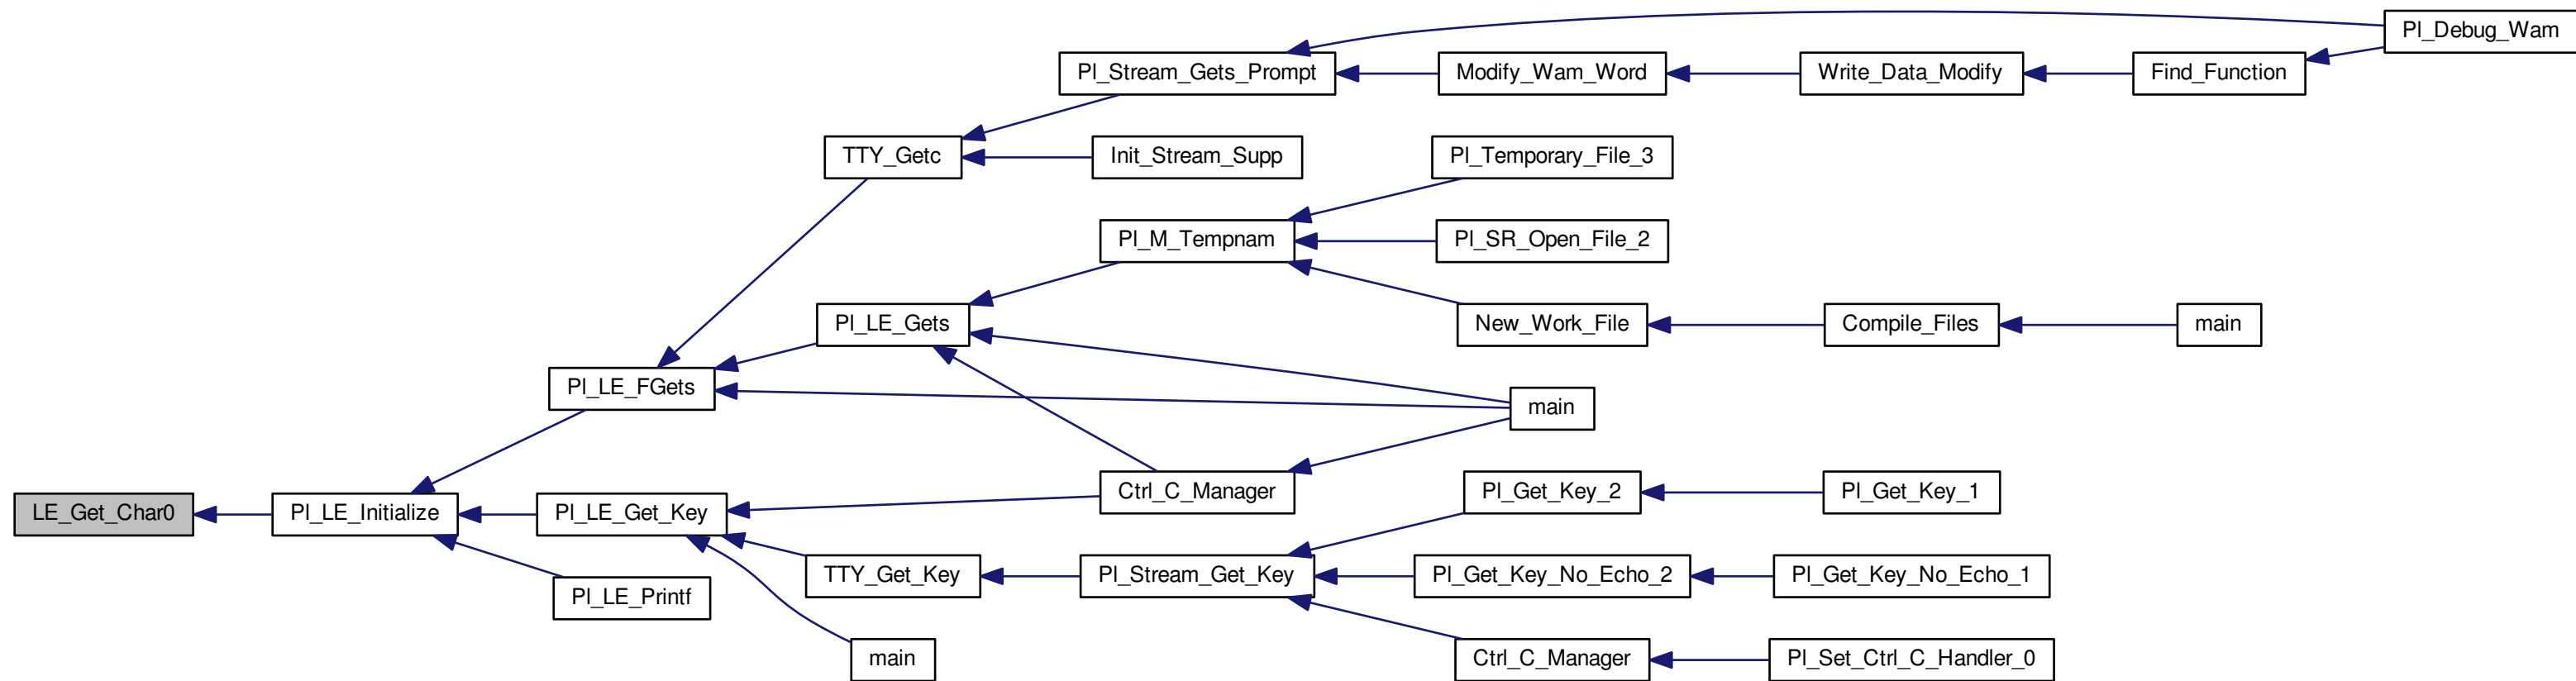 Pl_Debug_Wam
Pl_Stream_Gets_Prompt
Modify_Wam_Word
Write_Data_Modify
Find_Function
TTY_Getc
Init_Stream_Supp
Pl_Temporary_File_3
Pl_M_Tempnam
Pl_SR_Open_File_2
Pl_LE_Gets
New_Work_File
Compile_Files
main
Pl_LE_FGets
main
LE_Get_Char0
Pl_LE_Initialize
Pl_LE_Get_Key
Ctrl_C_Manager
Pl_Get_Key_2
Pl_Get_Key_1
TTY_Get_Key
Pl_Stream_Get_Key
Pl_Get_Key_No_Echo_2
Pl_Get_Key_No_Echo_1
Pl_LE_Printf
main
Ctrl_C_Manager
Pl_Set_Ctrl_C_Handler_0